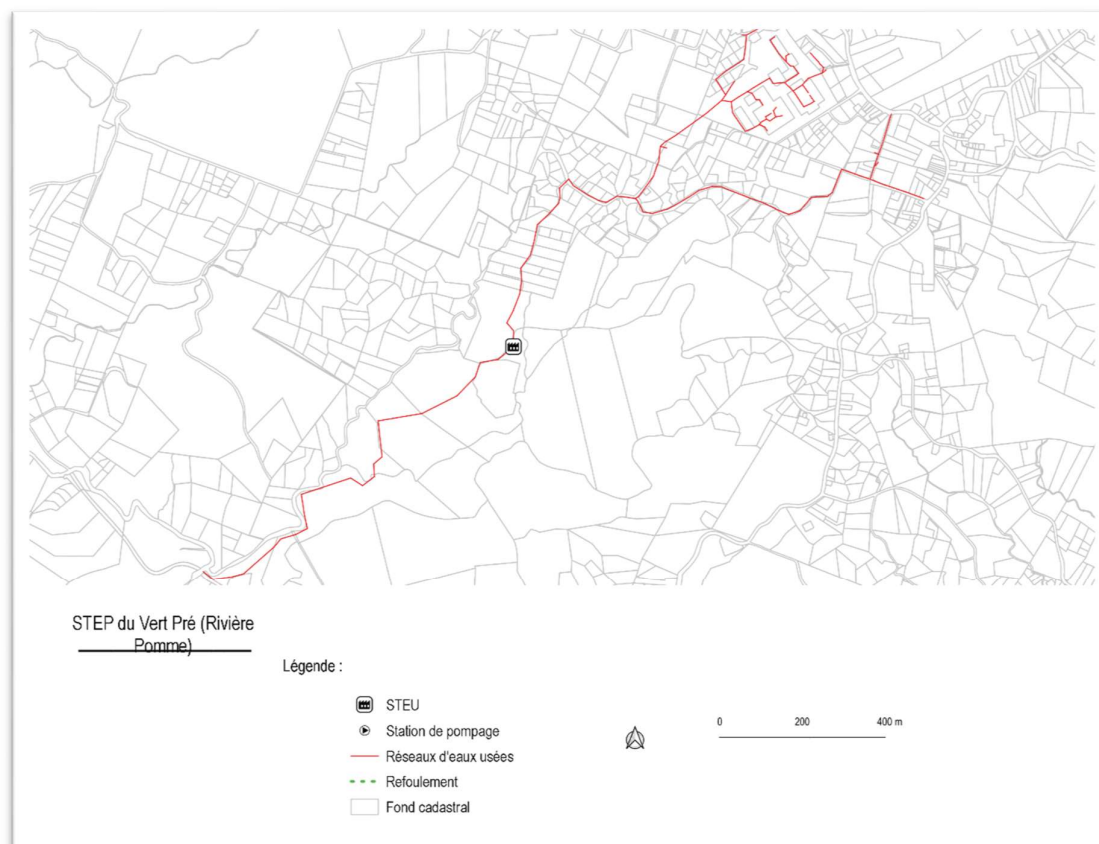 STEP du Vert Pré (Rivière
Pomme)
Légende :
STEU
Station de pompage
Réseaux d'eaux usées
Refoulement
Fond cadastral
0 200 400 m